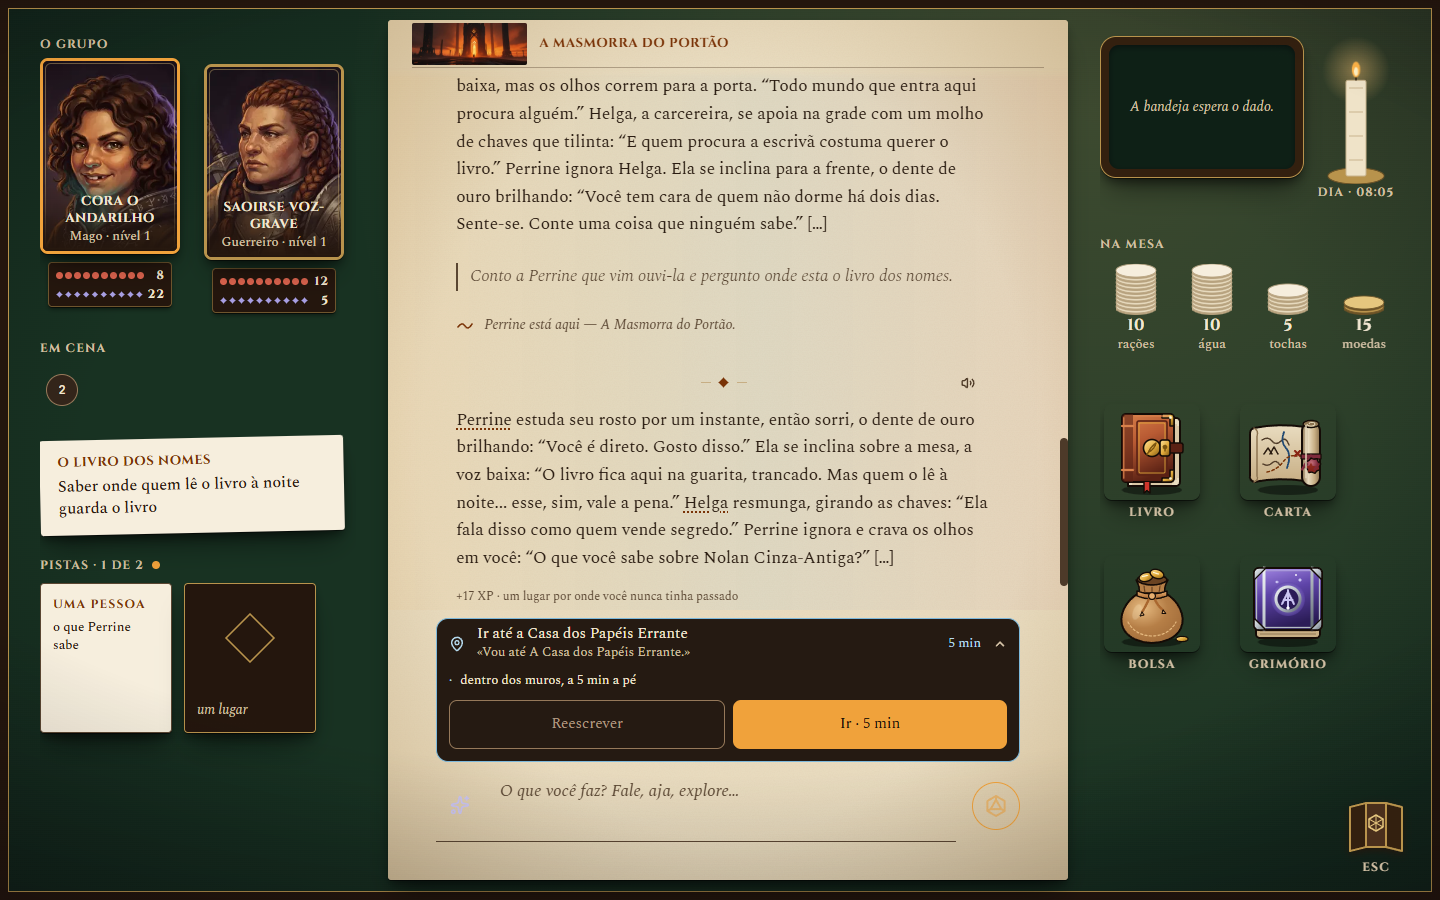 O GRUPO
CORA O
ANDARILHO
Mago · nível 1
8
22
SAOIRSE VOZ-
GRAVE
Guerreiro · nível 1
12
5
EM CENA
2
O LIVRO DOS NOMES
Saber onde quem lê o livro à noite
guarda o livro
PISTAS · 1 DE 2
UMA PESSOA
o que Perrine
sabe
um lugar
A MASMORRA DO PORTÃO
baixa, mas os olhos correm para a porta. “Todo mundo que entra aqui
procura alguém.” Helga, a carcereira, se apoia na grade com um molho
de chaves que tilinta: “E quem procura a escrivã costuma querer o
livro.” Perrine ignora Helga. Ela se inclina para a frente, o dente de
ouro brilhando: “Você tem cara de quem não dorme há dois dias.
Sente-se. Conte uma coisa que ninguém sabe.” [...]
Conto a Perrine que vim ouvi-la e pergunto onde esta o livro dos nomes.
Perrine está aqui — A Masmorra do Portão.
Perrine estuda seu rosto por um instante, então sorri, o dente de ouro
brilhando: “Você é direto. Gosto disso.” Ela se inclina sobre a mesa, a
voz baixa: “O livro fica aqui na guarita, trancado. Mas quem o lê à
noite... esse, sim, vale a pena.” Helga resmunga, girando as chaves: “Ela
fala disso como quem vende segredo.” Perrine ignora e crava os olhos
em você: “O que você sabe sobre Nolan Cinza-Antiga?” [...]
+17 XP · um lugar por onde você nunca tinha passado
Ir até a Casa dos Papéis Errante
«Vou até A Casa dos Papéis Errante.»
5 min
· dentro dos muros, a 5 min a pé
Reescrever
Ir · 5 min
O que você faz? Fale, aja, explore...
A bandeja espera o dado.
DIA · 08:05
NA MESA
10
rações
10
água
5
tochas
15
moedas
LIVRO
CARTA
BOLSA
GRIMÓRIO
ESC